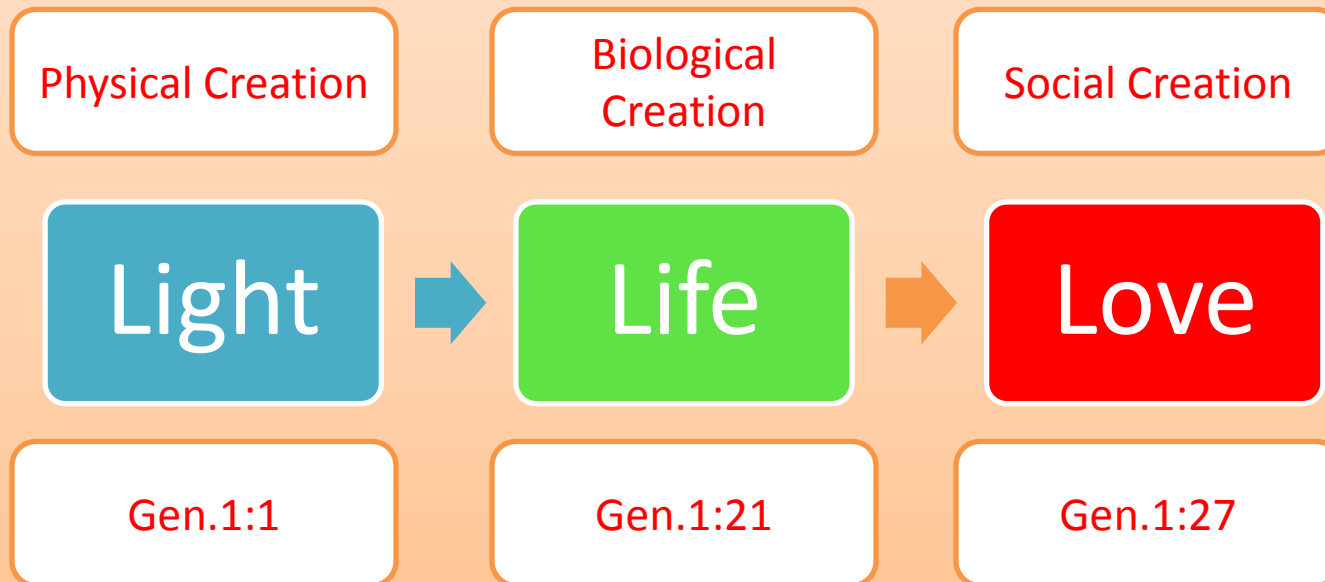 Physical Creation
Biological
Creation
Social Creation
Light
Life
Love
Gen.1:1
Gen.1:21
Gen.1:27